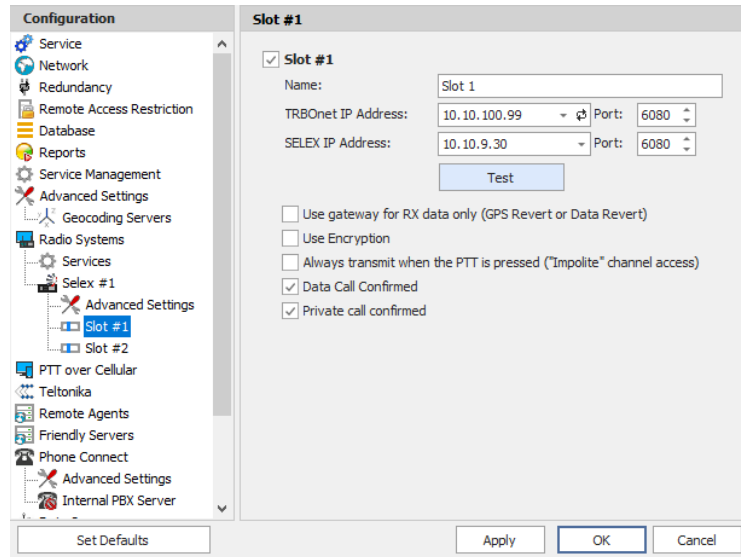 Configuration
Service
Network
Redundancy
Remote Access Restriction
Database
Reports
Service Management
Advanced Settings
Geocoding Servers
Radio Systems
Services
Selex #1
Advanced Settings
Slot #1
Slot #2
PTT over Cellular
Teltonika
Remote Agents
Friendly Servers
Phone Connect
Advanced Settings
Internal PBX Server
Set Defaults
Slot #1
Slot #1
Name: Slot 1
TRBOnet IP Address: 10.10.100.99 Port: 6080
SELEX IP Address: 10.10.9.30 Port: 6080
Test
Use gateway for RX data only (GPS Revert or Data Revert)
Use Encryption
Always transmit when the PTT is pressed ("Impolite" channel access)
Data Call Confirmed
Private call confirmed
Apply OK Cancel